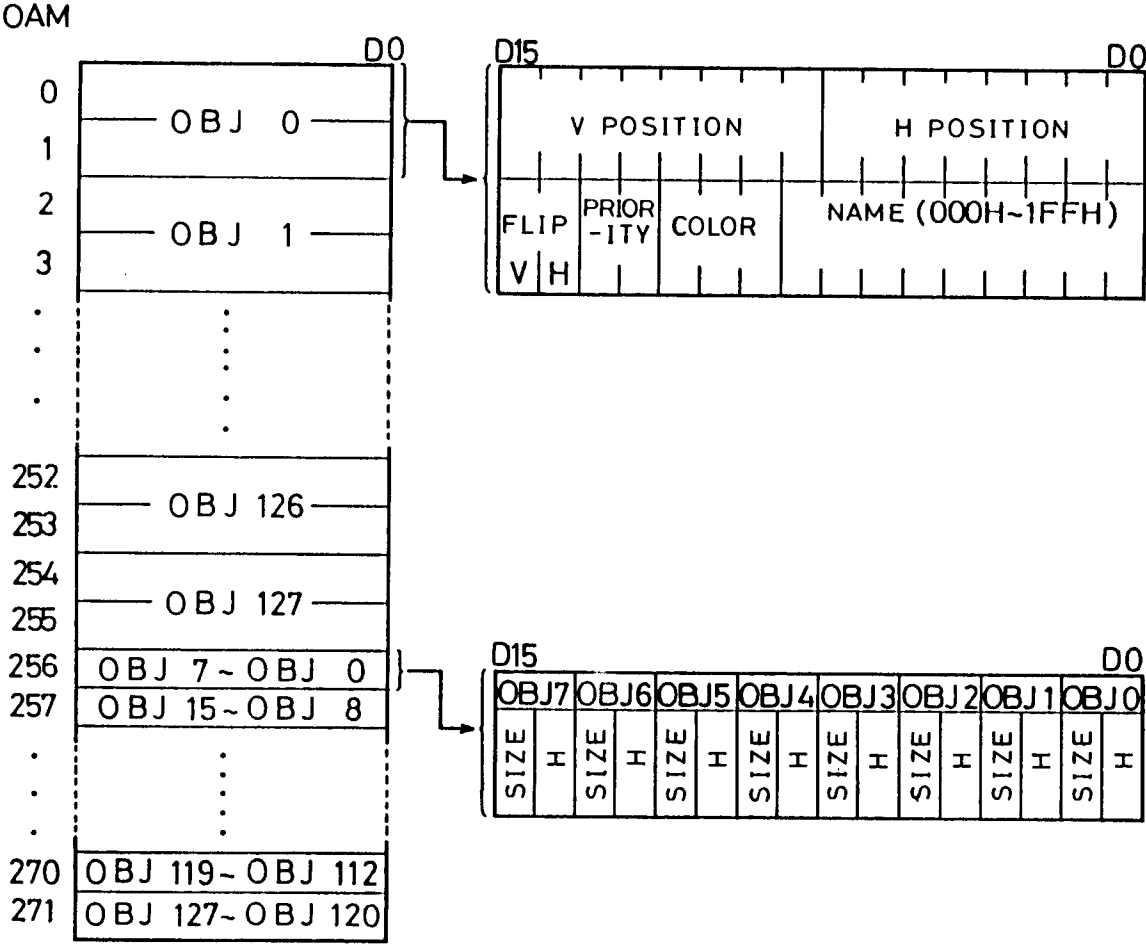 OAM
D0
0
OBJ 0
1
2
OBJ 1
3
252
OBJ 126
253
254
OBJ 127
255
256
OBJ 7~OBJ 0
257
OBJ 15~OBJ 8
270
OBJ 119~OBJ 112
271
OBJ 127~OBJ 120
D15 D0
V POSITION H POSITION
FLIP PRIOR-ITY COLOR NAME (000H~1FFH)
V H
D15 D0
OBJ7 OBJ6 OBJ5 OBJ4 OBJ3 OBJ2 OBJ1 OBJ0
SIZE H SIZE H SIZE H SIZE H SIZE H SIZE H SIZE H SIZE H